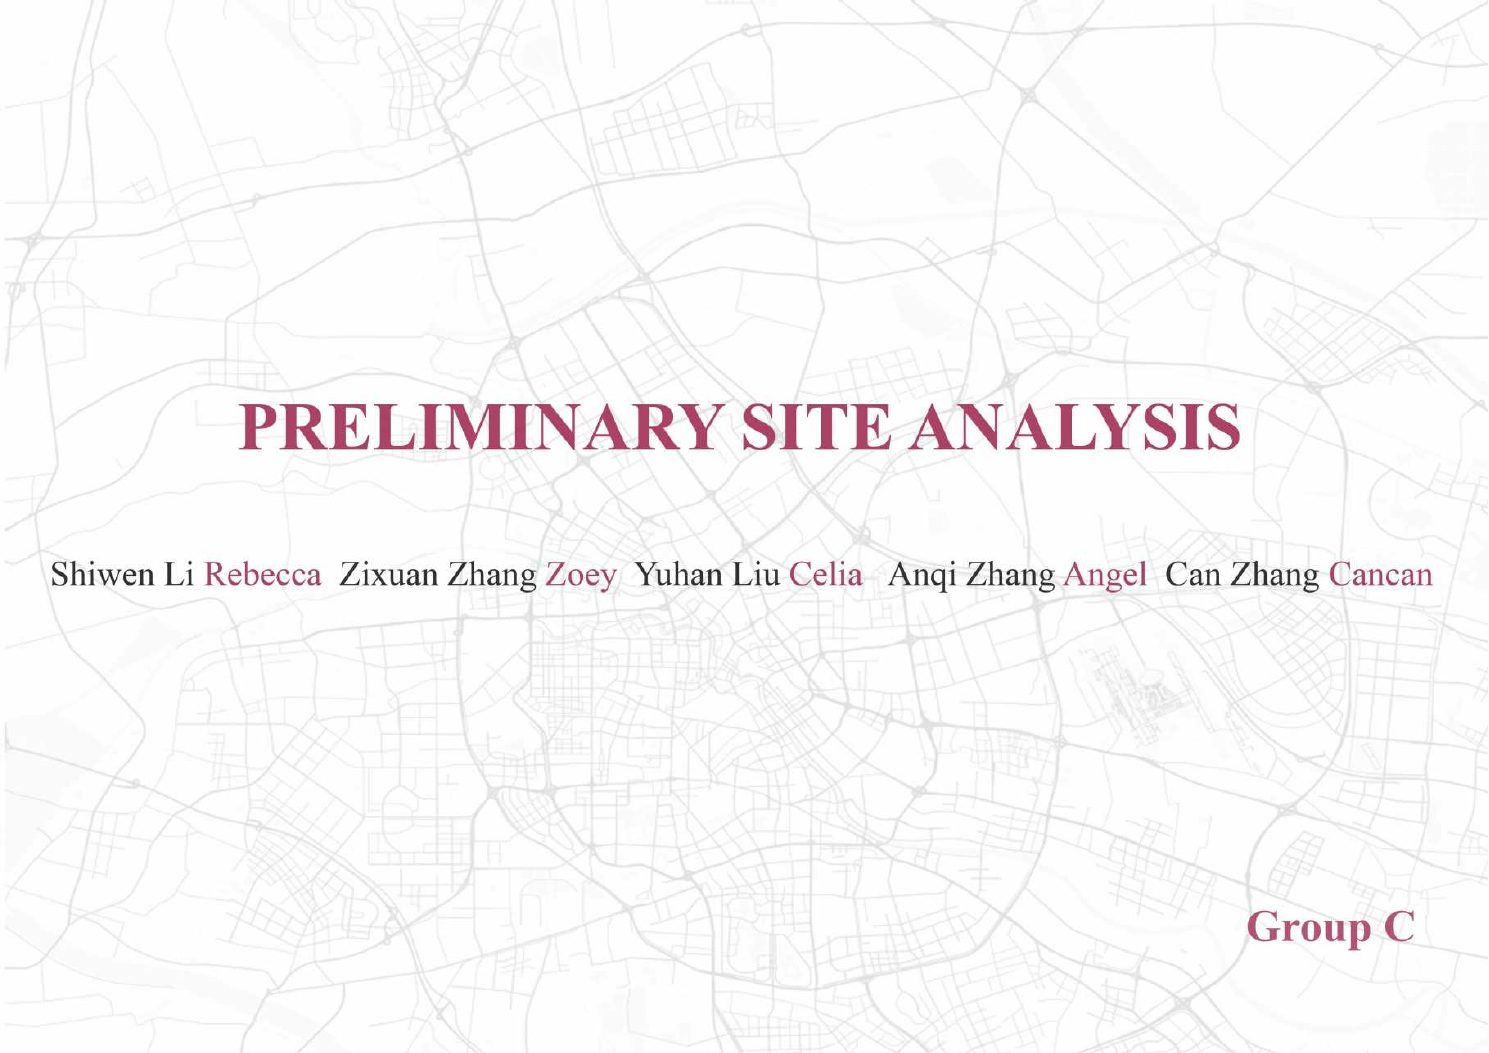 PRELIMINARY SITE ANALYSIS
Shiwen Li Rebecca Zixuan Zhang Zoey Yuhan Liu Celia Anqi Zhang Angel Can Zhang Cancan
Group C